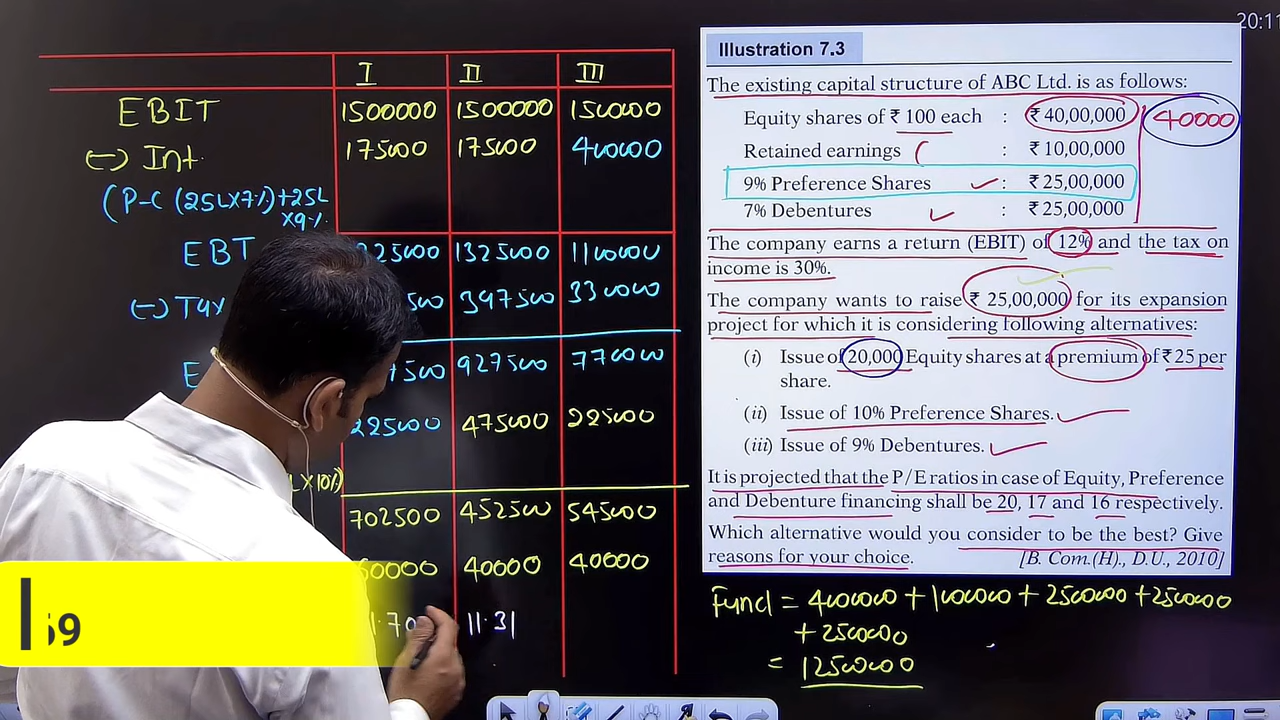 20:11
I II III
EBIT 1500000 1500000 1500000
(-) Int. 175000 175000 400000
(P-C (25L×7%)+25L
×9%
EBT 1325000 1110000
(-) Tax 397500 330000
E 927500 770000
225000 475000 225000
L×10%)
702500 452500 545000
60000 40000 40000
11.31
59
Illustration 7.3
The existing capital structure of ABC Ltd. is as follows:
Equity shares of ₹ 100 each : ₹ 40,00,000 40000
Retained earnings : ₹ 10,00,000
9% Preference Shares : ₹ 25,00,000
7% Debentures : ₹ 25,00,000
The company earns a return (EBIT) of 12% and the tax on
income is 30%.
The company wants to raise ₹ 25,00,000 for its expansion
project for which it is considering following alternatives:
(i) Issue of 20,000 Equity shares at a premium of ₹ 25 per
share.
(ii) Issue of 10% Preference Shares.
(iii) Issue of 9% Debentures.
It is projected that the P/E ratios in case of Equity, Preference
and Debenture financing shall be 20, 17 and 16 respectively.
Which alternative would you consider to be the best? Give
reasons for your choice. [B. Com.(H)., D.U., 2010]
Fund = 4000000 + 1000000 + 2500000 + 2500000
+ 2500000
= 12500000